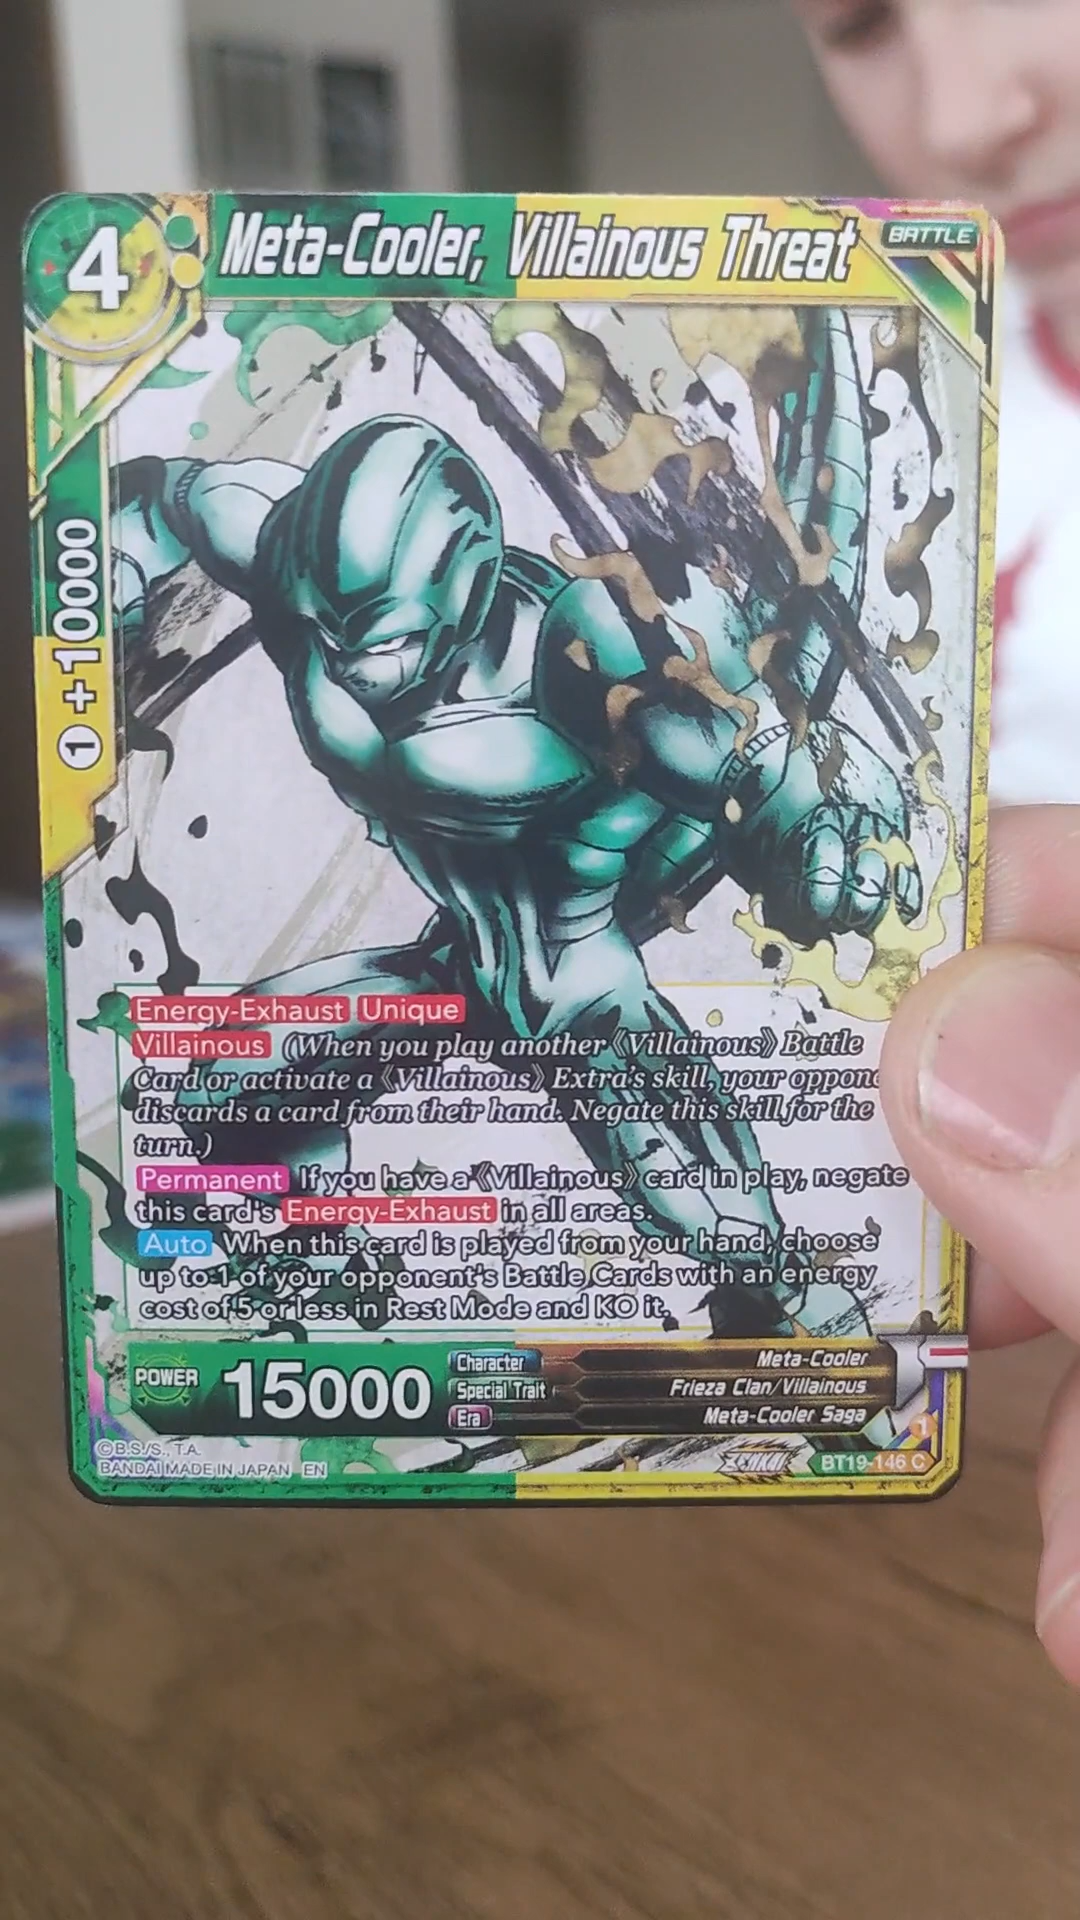 4
Meta-Cooler, Villainous Threat
BATTLE
1 +10000
Energy-Exhaust Unique
Villainous (When you play another 《Villainous》 Battle
Card or activate a 《Villainous》 Extra's skill, your
discards a card from their hand. Negate this skill for the
turn.)
Permanent If you have a 《Villainous》 card in play, negate
this card's Energy-Exhaust in all areas.
Auto When this card is played from your hand, choose
up to 1 of your opponent's Battle Cards with an energy
cost of 5 or less in Rest Mode and KO it.
POWER 15000
Character Meta-Cooler
Special Trait Frieza Clan/Villainous
Era Meta-Cooler Saga
1
©B.S./S., T.A.
BANDAI MADE IN JAPAN EN
ZENKAI
BT19-146 C